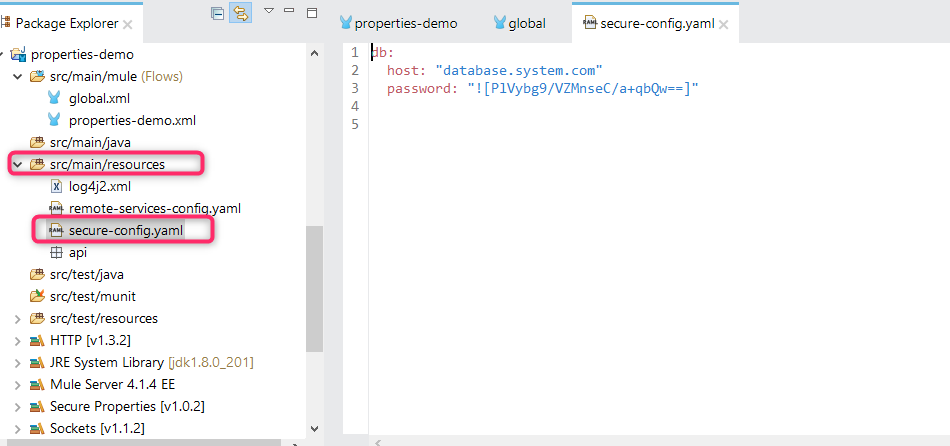 Package Explorer
properties-demo
src/main/mule (Flows)
global.xml
properties-demo.xml
src/main/java
src/main/resources
log4j2.xml
remote-services-config.yaml
secure-config.yaml
api
src/test/java
src/test/munit
src/test/resources
HTTP [v1.3.2]
JRE System Library [jdk1.8.0_201]
Mule Server 4.1.4 EE
Secure Properties [v1.0.2]
Sockets [v1.1.2]
properties-demo
global
secure-config.yaml
1 db:
2 host: "database.system.com"
3 password: "![PlVybg9/VZMnseC/a+qbQw==]"
4
5